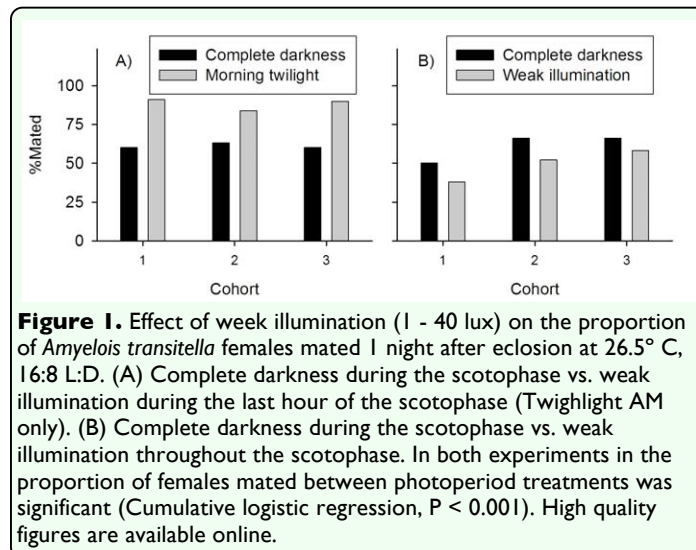 A)
Complete darkness
Morning twilight
B)
Complete darkness
Weak illumination
100
75
50
25
0
%Mated
1 2 3
Cohort
1 2 3
Cohort
Figure 1. Effect of week illumination (1 - 40 lux) on the proportion
of Amyelois transitella females mated 1 night after eclosion at 26.5º C,
16:8 L:D. (A) Complete darkness during the scotophase vs. weak
illumination during the last hour of the scotophase (Twighlight AM
only). (B) Complete darkness during the scotophase vs. weak
illumination throughout the scotophase. In both experiments in the
proportion of females mated between photoperiod treatments was
significant (Cumulative logistic regression, P < 0.001). High quality
figures are available online.